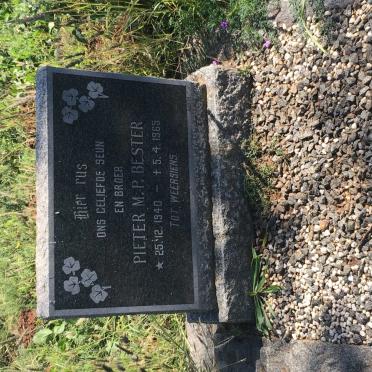 Hier rus
ONS GELIEFDE SEUN
EN BROER
PIETER M.P. BESTER
★ 25.12.1940 – ✝ 5.4.1965
TOT WEERSIENS.